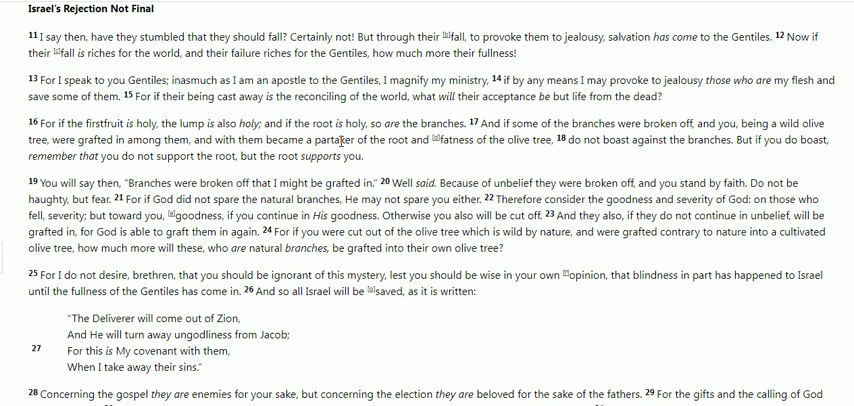 Israel's Rejection Not Final
11 I say then, have they stumbled that they should fall? Certainly not! But through their [b]fall, to provoke them to jealousy, salvation has come to the Gentiles. 12 Now if
their [c]fall is riches for the world, and their failure riches for the Gentiles, how much more their fullness!
13 For I speak to you Gentiles; inasmuch as I am an apostle to the Gentiles, I magnify my ministry, 14 if by any means I may provoke to jealousy those who are my flesh and
save some of them. 15 For if their being cast away is the reconciling of the world, what will their acceptance be but life from the dead?
16 For if the firstfruit is holy, the lump is also holy; and if the root is holy, so are the branches. 17 And if some of the branches were broken off, and you, being a wild olive
tree, were grafted in among them, and with them became a partaker of the root and [d]fatness of the olive tree, 18 do not boast against the branches. But if you do boast,
remember that you do not support the root, but the root supports you.
19 You will say then, "Branches were broken off that I might be grafted in." 20 Well said. Because of unbelief they were broken off, and you stand by faith. Do not be
haughty, but fear. 21 For if God did not spare the natural branches, He may not spare you either. 22 Therefore consider the goodness and severity of God: on those who
fell, severity; but toward you, [e]goodness, if you continue in His goodness. Otherwise you also will be cut off. 23 And they also, if they do not continue in unbelief, will be
grafted in, for God is able to graft them in again. 24 For if you were cut out of the olive tree which is wild by nature, and were grafted contrary to nature into a cultivated
olive tree, how much more will these, who are natural branches, be grafted into their own olive tree?
25 For I do not desire, brethren, that you should be ignorant of this mystery, lest you should be wise in your own [f]opinion, that blindness in part has happened to Israel
until the fullness of the Gentiles has come in. 26 And so all Israel will be [g]saved, as it is written:
"The Deliverer will come out of Zion,
And He will turn away ungodliness from Jacob;
27 For this is My covenant with them,
When I take away their sins."
28 Concerning the gospel they are enemies for your sake, but concerning the election they are beloved for the sake of the fathers. 29 For the gifts and the calling of God